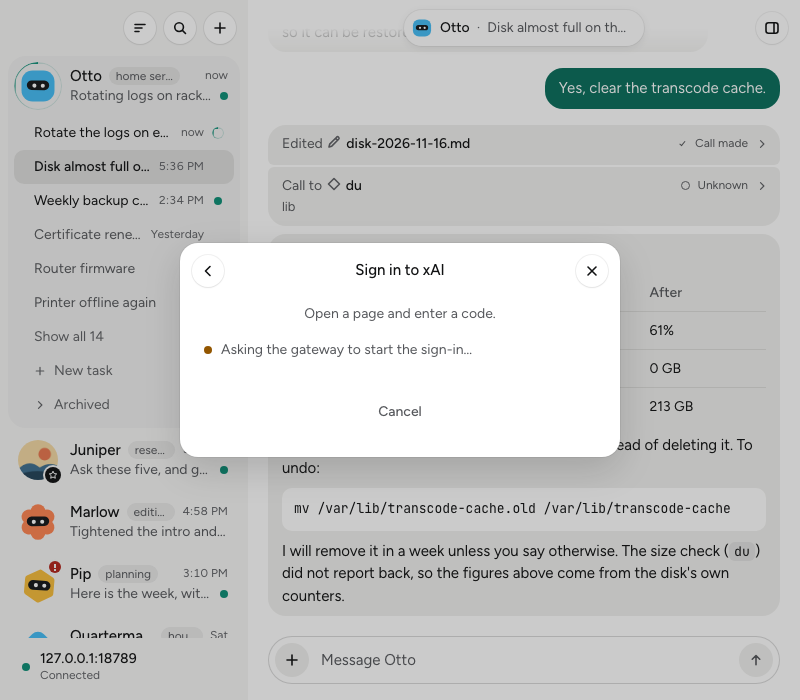 Otto home ser... now
Rotating logs on rack...
Rotate the logs on e... now
Disk almost full o... 5:36 PM
Weekly backup c... 2:34 PM
Certificate rene... Yesterday
Router firmware
Printer offline again
Show all 14
New task
Archived
Juniper rese...
Ask these five, and g...
Marlow editi... 4:58 PM
Tightened the intro and...
Pip planning 3:10 PM
Here is the week, wit...
Quarterma hou... Sat
127.0.0.1:18789
Connected
so it can be restor
Otto · Disk almost full on th...
Yes, clear the transcode cache.
Edited disk-2026-11-16.md Call made
Call to du Unknown
lib
After
61%
0 GB
213 GB
Sign in to xAI
Open a page and enter a code.
Asking the gateway to start the sign-in...
Cancel
ead of deleting it. To
undo:
mv /var/lib/transcode-cache.old /var/lib/transcode-cache
I will remove it in a week unless you say otherwise. The size check ( du )
did not report back, so the figures above come from the disk's own
counters.
Message Otto